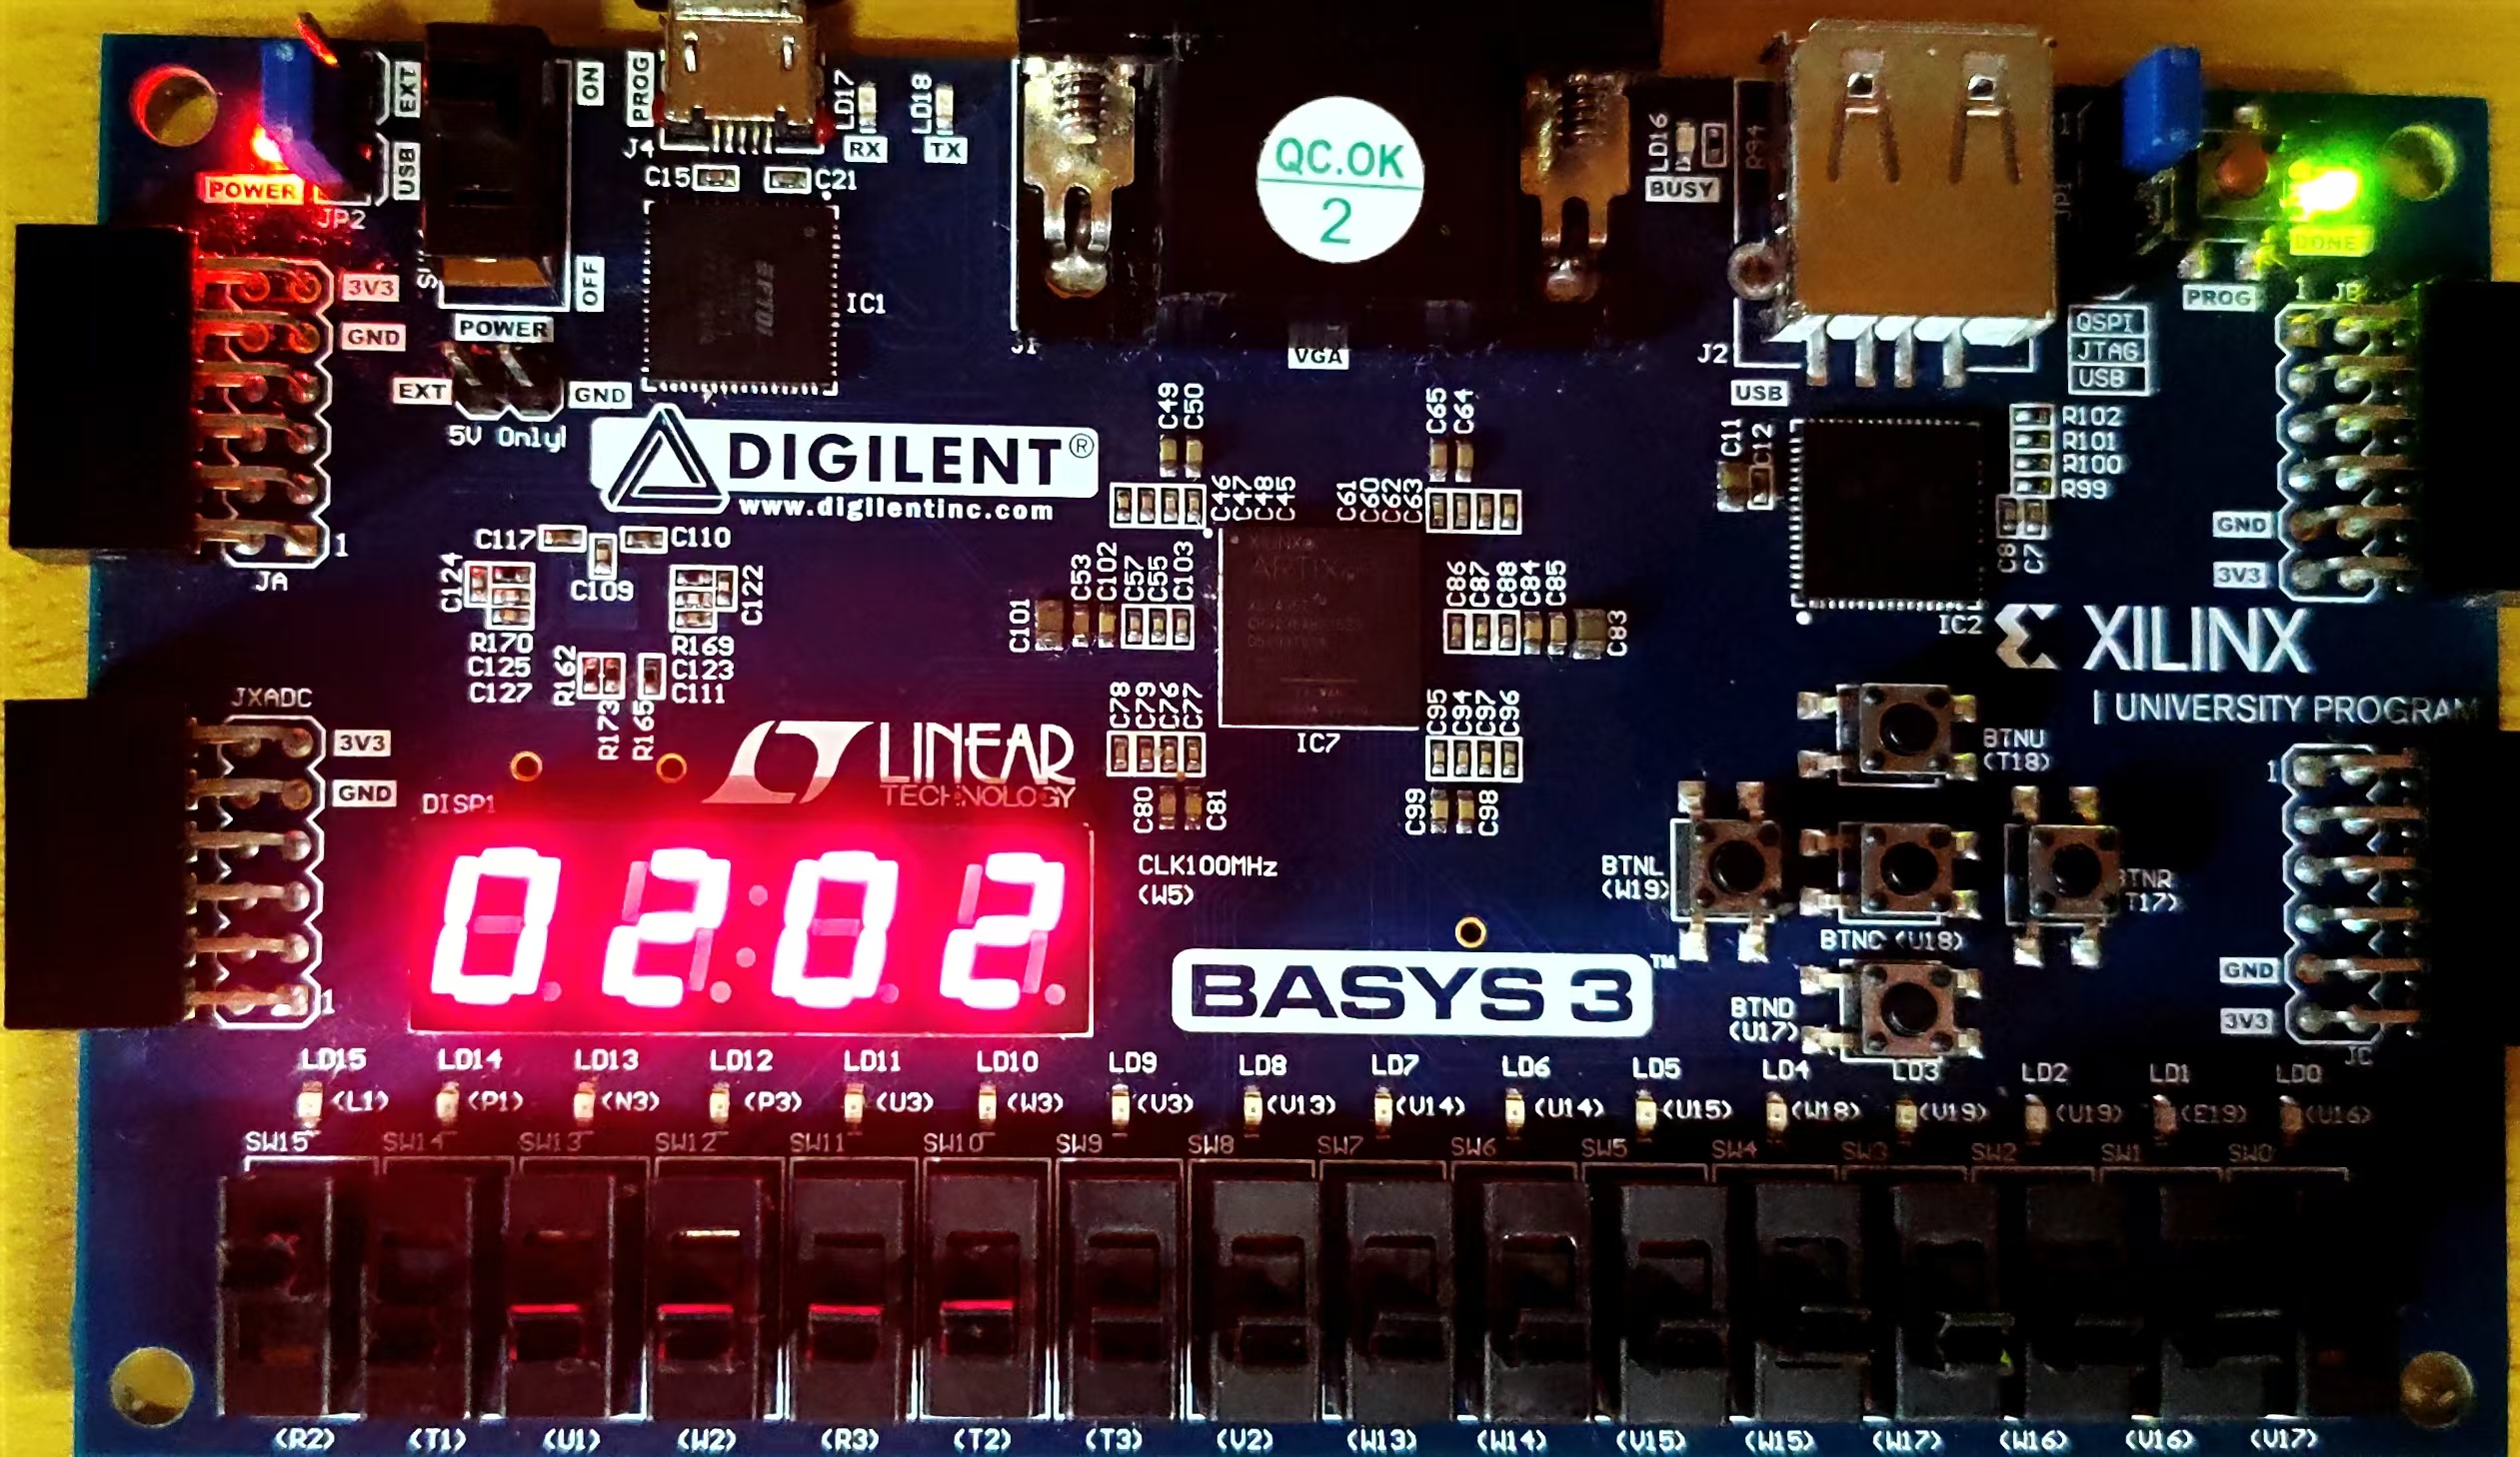 EXT
ON
PROG
LD17
LD18
QC.OK
2
LD16
R94
BUSY
RX
TX
J4
C15
C21
USB
POWER
JP2
DONE
PROG
3V3
OFF
GND
IC1
POWER
EXT
GND
5V Only!
J1
VGA
J2
USB
QSPI
JTAG
USB
1
FTDI
DIGILENT®
www.digilentinc.com
C49
C50
C65
C64
C46
C47
C48
C45
C61
C60
C62
C63
C11
C12
R102
R101
R100
R99
C8
C7
GND
3V3
IC2
1
JA
C117
C110
C109
C124
C122
R170
C125
C127
R162
R169
C123
C111
R173
R165
C101
C53
C102
C57
C55
C103
XILINX
ARTIX
C86
C87
C88
C84
C85
C83
C78
C79
C76
C77
C95
C94
C97
C96
IC7
C80
C81
C99
C98
XILINX
UNIVERSITY PROGRAM
JXADC
3V3
GND
1
LINEAR
TECHNOLOGY
DISP1
02:02
CLK100MHz
(W5)
BASYS 3™
BTNU
(T18)
BTNL
(W19)
BTNC (U18)
BTNR
(T17)
BTND
(U17)
1
GND
3V3
JC
LD15 LD14 LD13 LD12 LD11 LD10 LD9 LD8 LD7 LD6 LD5 LD4 LD3 LD2 LD1 LD0
(L1) (P1) (N3) (P3) (U3) (W3) (V3) (V13) (V14) (U14) (U15) (W18) (V19) (U19) (E19) (U16)
SW15 SW14 SW13 SW12 SW11 SW10 SW9 SW8 SW7 SW6 SW5 SW4 SW3 SW2 SW1 SW0
(R2) (T1) (U1) (W2) (R3) (T2) (T3) (V2) (W13) (W14) (V15) (W15) (W17) (W16) (V16) (V17)